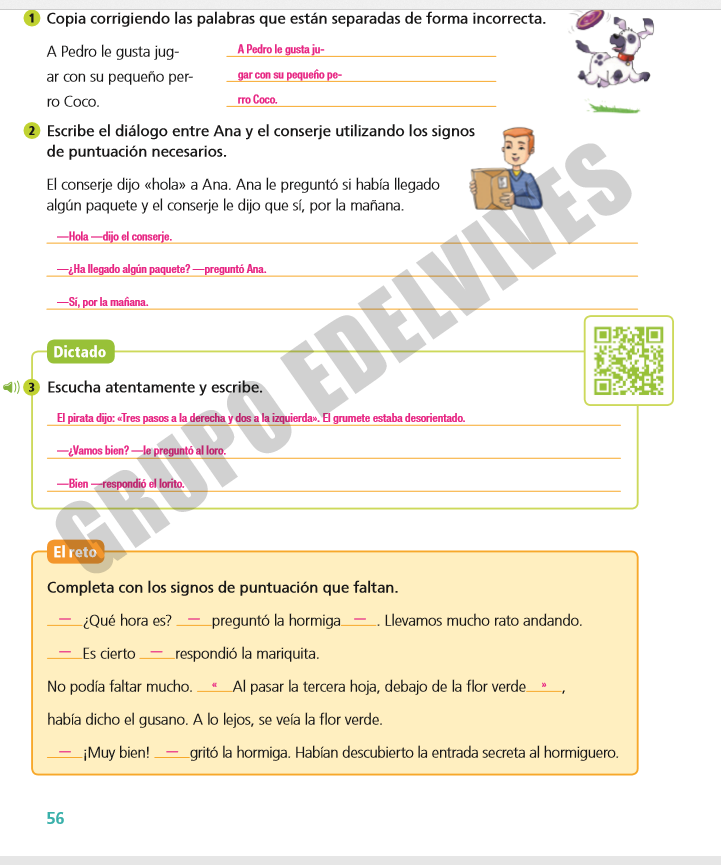 1 Copia corrigiendo las palabras que están separadas de forma incorrecta.
A Pedro le gusta jug-
ar con su pequeño per-
ro Coco.
A Pedro le gusta ju-
gar con su pequeño pe-
rro Coco.
2 Escribe el diálogo entre Ana y el conserje utilizando los signos
de puntuación necesarios.
El conserje dijo «hola» a Ana. Ana le preguntó si había llegado
algún paquete y el conserje le dijo que sí, por la mañana.
—Hola —dijo el conserje.
—¿Ha llegado algún paquete? —preguntó Ana.
—Sí, por la mañana.
GRUPO EDELVIVES
Dictado
3 Escucha atentamente y escribe.
El pirata dijo: «Tres pasos a la derecha y dos a la izquierda». El grumete estaba desorientado.
—¿Vamos bien? —le preguntó al loro.
—Bien —respondió el lorito.
El reto
Completa con los signos de puntuación que faltan.
— ¿Qué hora es? — preguntó la hormiga — . Llevamos mucho rato andando.
— Es cierto — respondió la mariquita.
No podía faltar mucho. « Al pasar la tercera hoja, debajo de la flor verde » ,
había dicho el gusano. A lo lejos, se veía la flor verde.
— ¡Muy bien! — gritó la hormiga. Habían descubierto la entrada secreta al hormiguero.
56